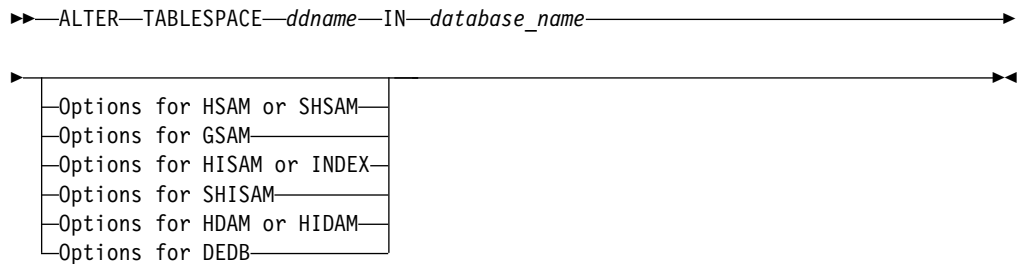 ALTER TABLESPACE ddname IN database_name
Options for HSAM or SHSAM
Options for GSAM
Options for HISAM or INDEX
Options for SHISAM
Options for HDAM or HIDAM
Options for DEDB